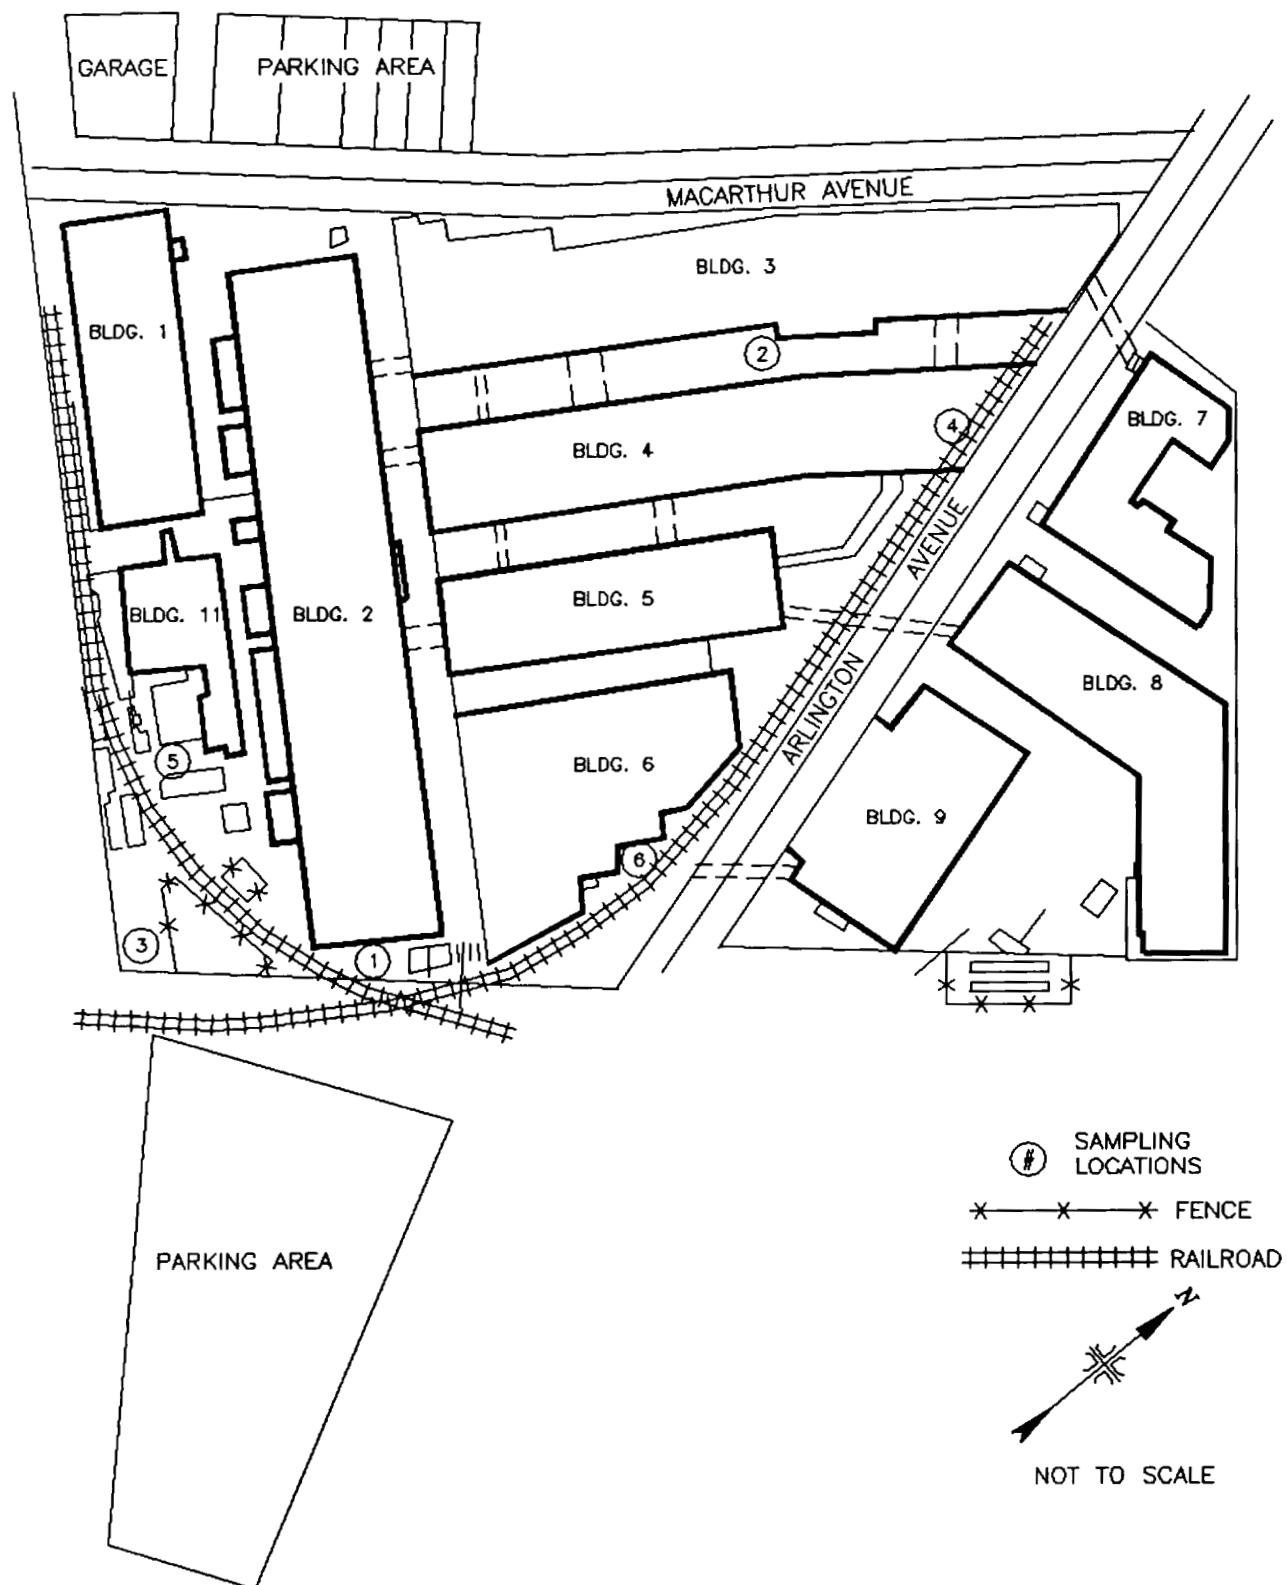 GARAGE
PARKING AREA
MACARTHUR AVENUE
BLDG. 3
BLDG. 1
2
BLDG. 7
4
BLDG. 4
ARLINGTON AVENUE
BLDG. 5
BLDG. 11
BLDG. 2
BLDG. 8
5
BLDG. 6
BLDG. 9
6
3
1
PARKING AREA
# SAMPLING
LOCATIONS
FENCE
RAILROAD
N
NOT TO SCALE